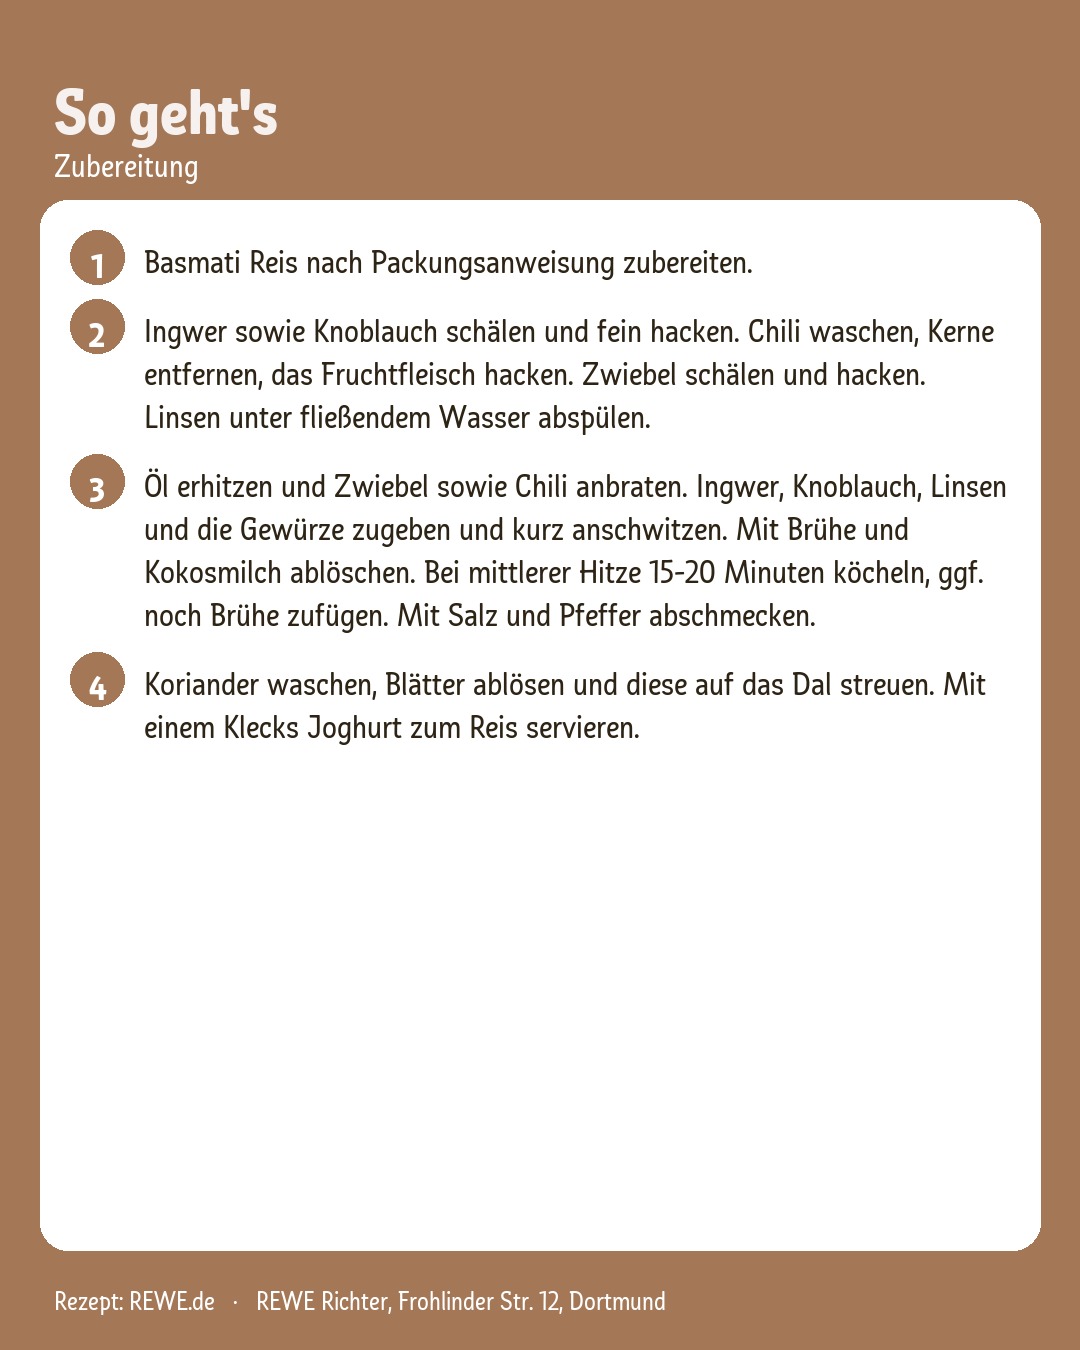 So geht's
Zubereitung
1 Basmati Reis nach Packungsanweisung zubereiten.
2 Ingwer sowie Knoblauch schälen und fein hacken. Chili waschen, Kerne
entfernen, das Fruchtfleisch hacken. Zwiebel schälen und hacken.
Linsen unter fließendem Wasser abspülen.
3 Öl erhitzen und Zwiebel sowie Chili anbraten. Ingwer, Knoblauch, Linsen
und die Gewürze zugeben und kurz anschwitzen. Mit Brühe und
Kokosmilch ablöschen. Bei mittlerer Hitze 15-20 Minuten köcheln, ggf.
noch Brühe zufügen. Mit Salz und Pfeffer abschmecken.
4 Koriander waschen, Blätter ablösen und diese auf das Dal streuen. Mit
einem Klecks Joghurt zum Reis servieren.
Rezept: REWE.de · REWE Richter, Frohlinder Str. 12, Dortmund